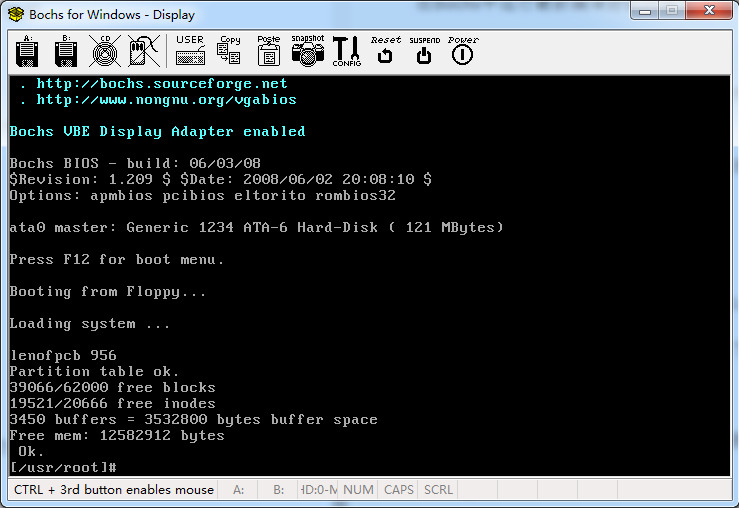 Bochs for Windows - Display
A: B: CD USER Copy Paste snapshot CONFIG Reset SUSPEND Power
. http://bochs.sourceforge.net
. http://www.nongnu.org/vgabios
Bochs VBE Display Adapter enabled
Bochs BIOS - build: 06/03/08
$Revision: 1.209 $ $Date: 2008/06/02 20:08:10 $
Options: apmbios pcibios eltorito rombios32
ata0 master: Generic 1234 ATA-6 Hard-Disk ( 121 MBytes)
Press F12 for boot menu.
Booting from Floppy...
Loading system ...
lenofpcb 956
Partition table ok.
39066/62000 free blocks
19521/20666 free inodes
3450 buffers = 3532800 bytes buffer space
Free mem: 12582912 bytes
Ok.
[/usr/root]#
CTRL + 3rd button enables mouse A: B: HD:0-M NUM CAPS SCRL